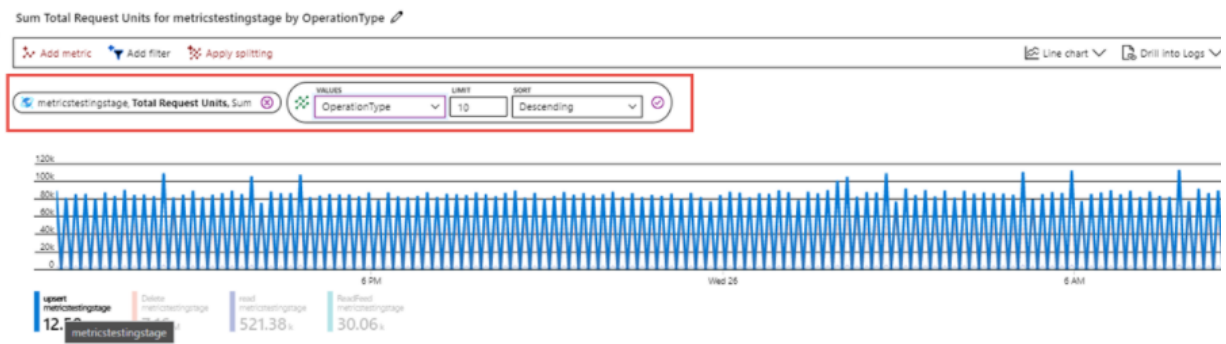 Sum Total Request Units for metricstestingstage by OperationType
Add metric Add filter Apply splitting Line chart Drill into Logs
VALUES LIMIT SORT
metricstestingstage, Total Request Units, Sum OperationType 10 Descending
120k
100k
80k
60k
40k
20k
0
6 PM Wed 26 6 AM
upsert Delete read ReadFeed
metricstestingstage metricstestingstage metricstestingstage metricstestingstage
521.38k 30.06k
metricstestingstage